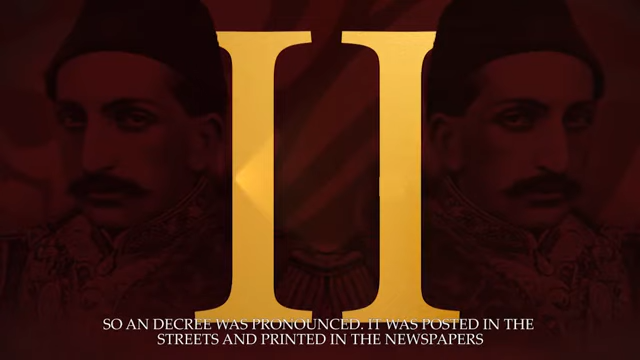 II
SO AN DECREE WAS PRONOUNCED. IT WAS POSTED IN THE
STREETS AND PRINTED IN THE NEWSPAPERS